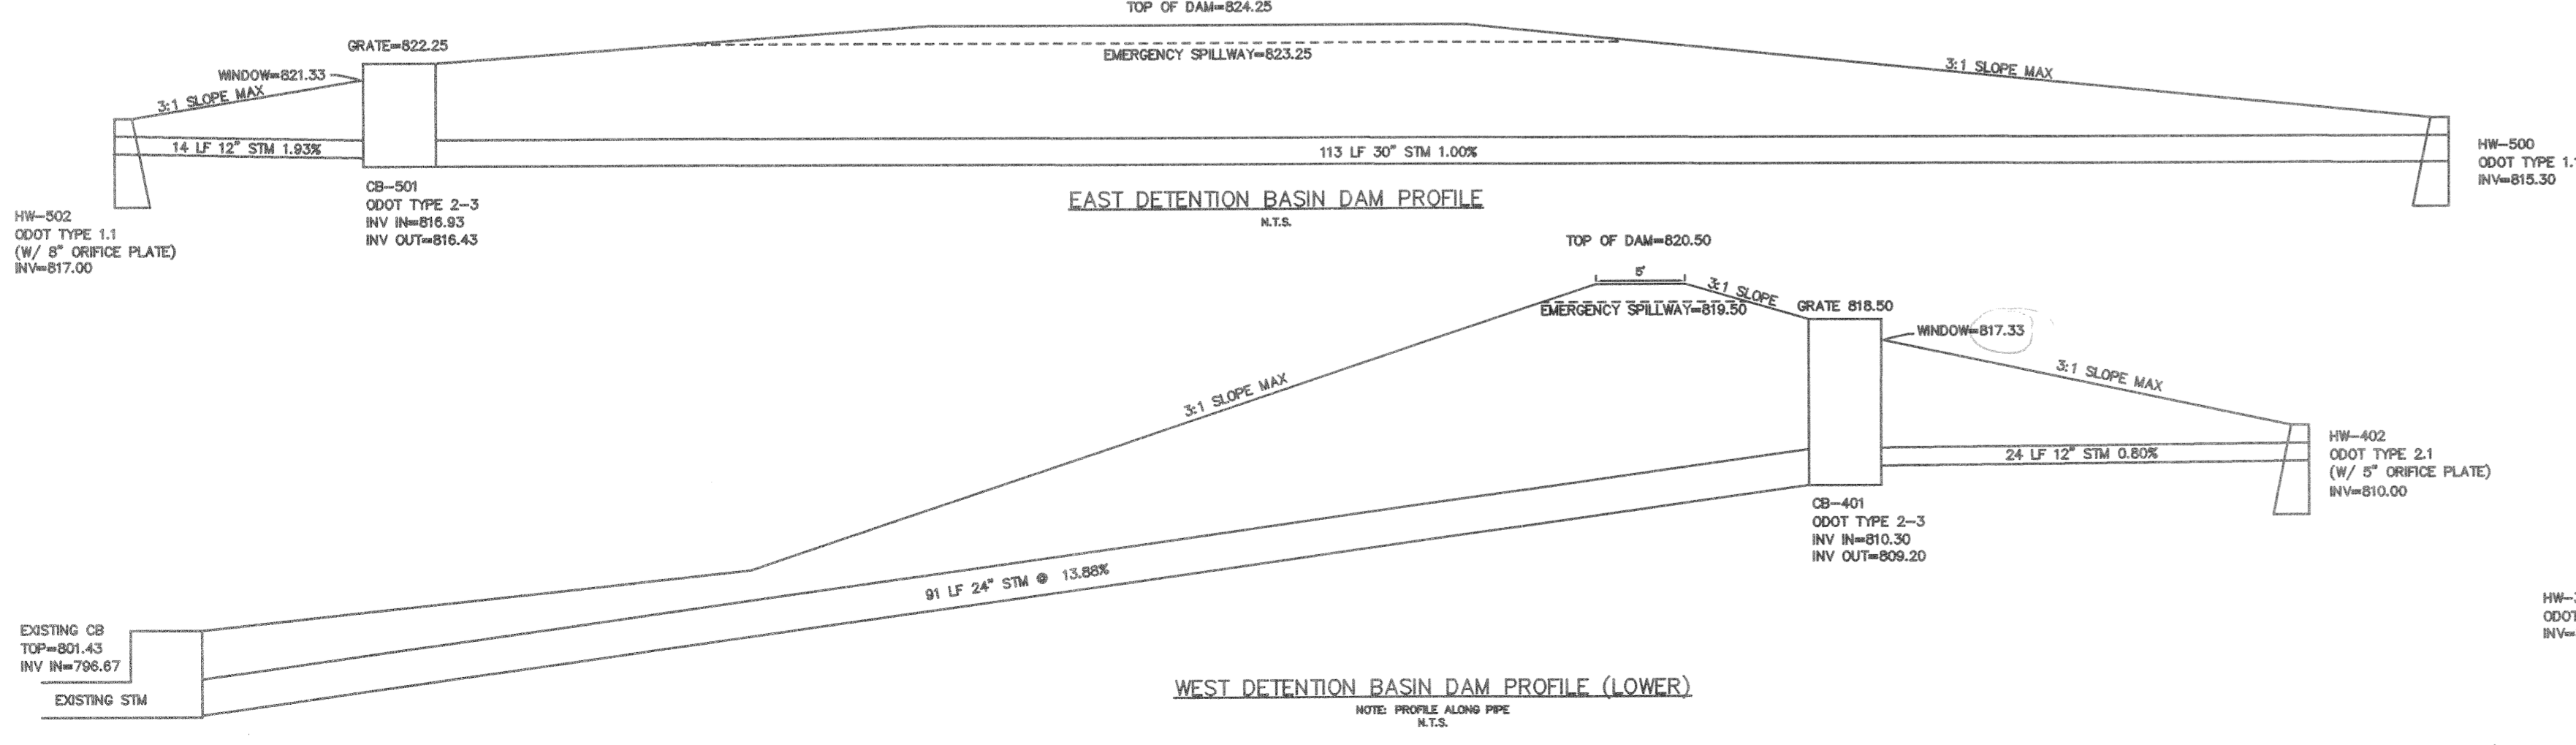 TOP OF DAM=824.25
GRATE=822.25
EMERGENCY SPILLWAY=823.25
WINDOW=821.33
3:1 SLOPE MAX
3:1 SLOPE MAX
14 LF 12" STM 1.93%
113 LF 30" STM 1.00%
HW-500
ODOT TYPE 1.1
INV=815.30
CB-501
ODOT TYPE 2-3
INV IN=816.93
INV OUT=816.43
EAST DETENTION BASIN DAM PROFILE
N.T.S.
HW-502
ODOT TYPE 1.1
(W/ 8" ORIFICE PLATE)
INV=817.00
TOP OF DAM=820.50
5'
3:1 SLOPE
EMERGENCY SPILLWAY=819.50
GRATE 818.50
WINDOW=817.33
3:1 SLOPE MAX
3:1 SLOPE MAX
24 LF 12" STM 0.80%
HW-402
ODOT TYPE 2.1
(W/ 5" ORIFICE PLATE)
INV=810.00
CB-401
ODOT TYPE 2-3
INV IN=810.30
INV OUT=809.20
91 LF 24" STM @ 13.88%
EXISTING CB
TOP=801.43
INV IN=796.67
EXISTING STM
WEST DETENTION BASIN DAM PROFILE (LOWER)
NOTE: PROFILE ALONG PIPE
N.T.S.
HW-
ODOT
INV=